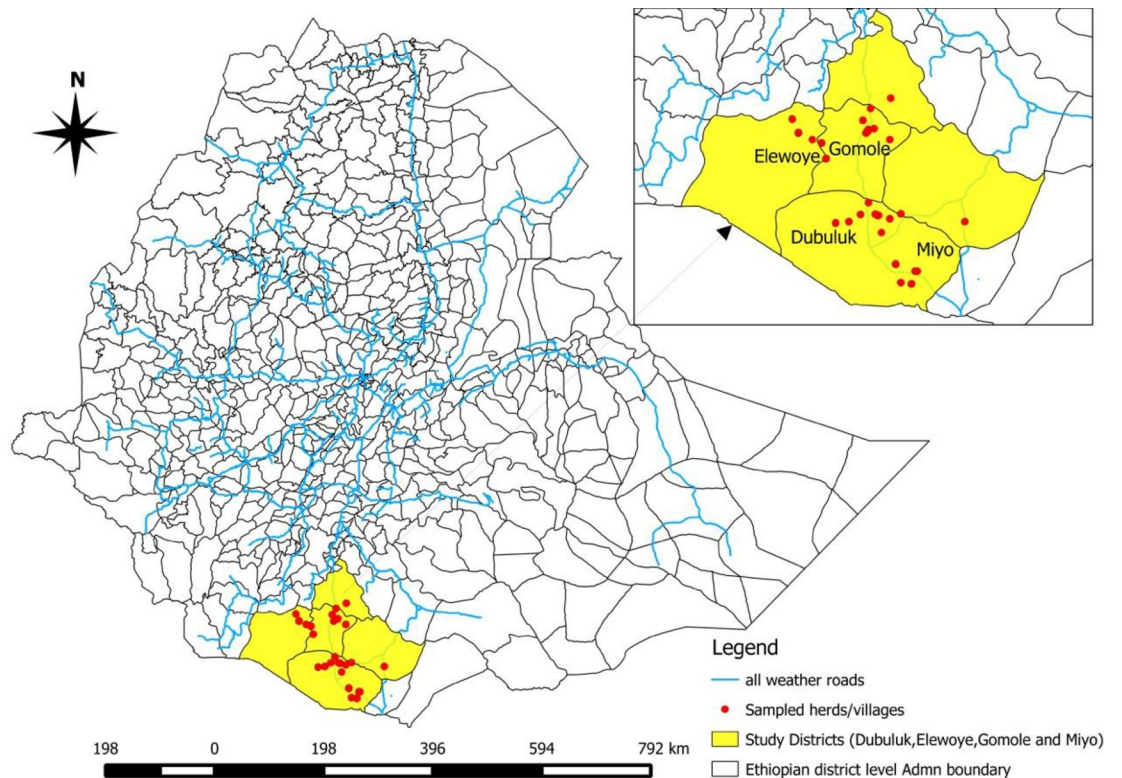 N
Elewoye
Gomole
Dubuluk
Miyo
Legend
all weather roads
Sampled herds/villages
Study Districts (Dubuluk,Elewoye,Gomole and Miyo)
Ethiopian district level Admn boundary
198 0 198 396 594 792 km